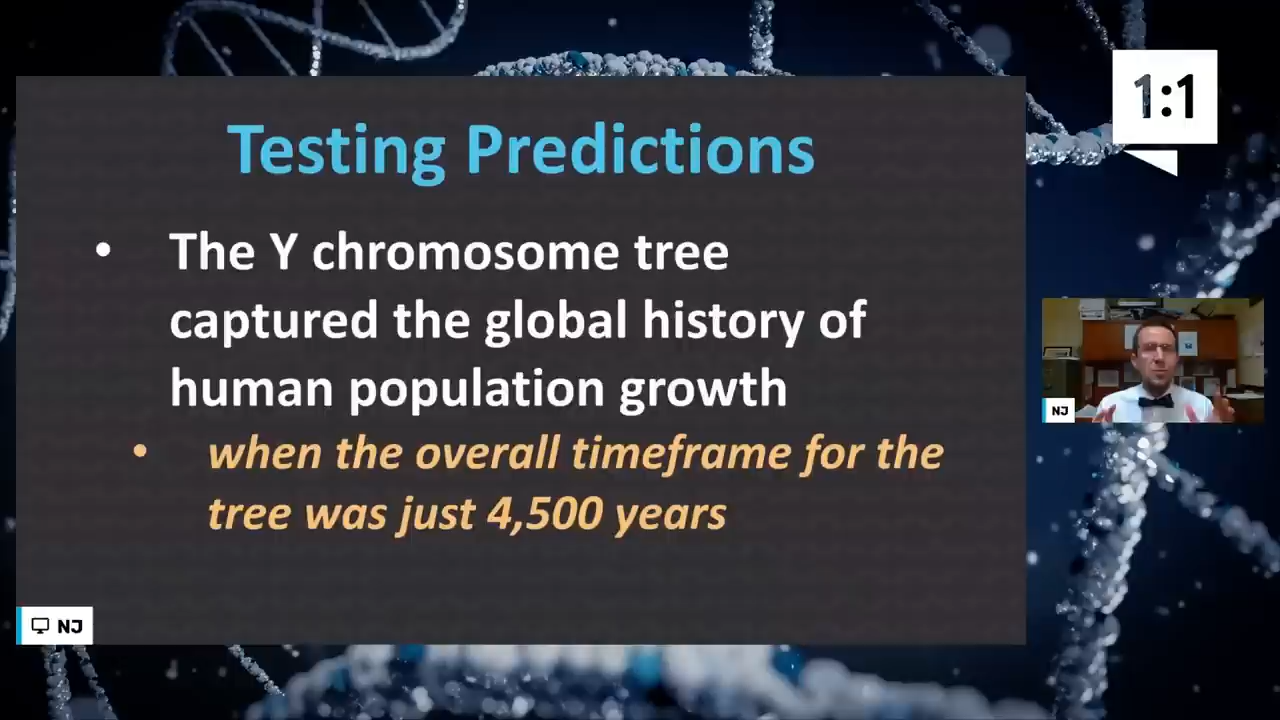 Testing Predictions
1:1
• The Y chromosome tree
captured the global history of
human population growth
• when the overall timeframe for the
tree was just 4,500 years
NJ
NJ